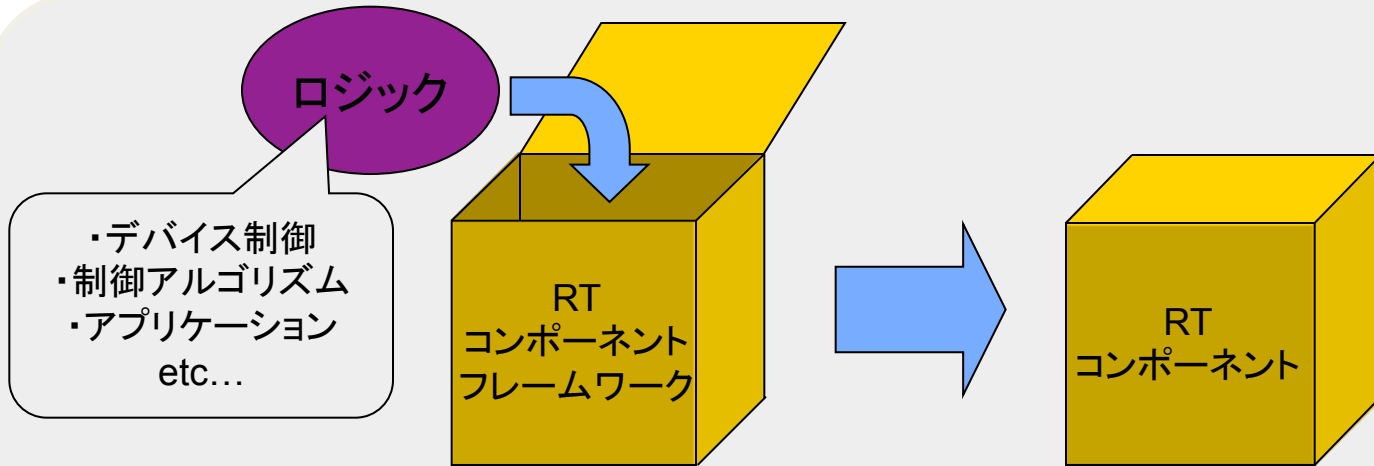 ロジック
・デバイス制御
・制御アルゴリズム
・アプリケーション
etc…
RT
コンポーネント
フレームワーク
RT
コンポーネント